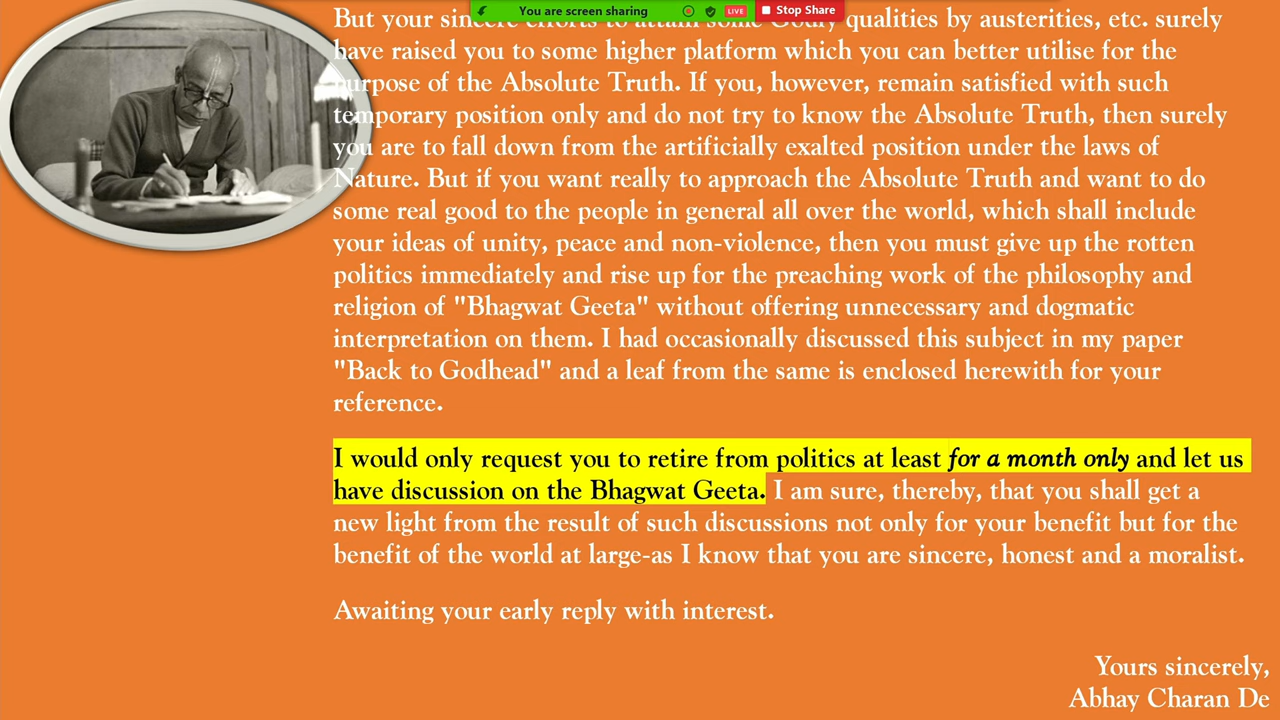 You are screen sharing LIVE Stop Share
But your sincere efforts to attain some Godly qualities by austerities, etc. surely
have raised you to some higher platform which you can better utilise for the
purpose of the Absolute Truth. If you, however, remain satisfied with such
temporary position only and do not try to know the Absolute Truth, then surely
you are to fall down from the artificially exalted position under the laws of
Nature. But if you want really to approach the Absolute Truth and want to do
some real good to the people in general all over the world, which shall include
your ideas of unity, peace and non-violence, then you must give up the rotten
politics immediately and rise up for the preaching work of the philosophy and
religion of "Bhagwat Geeta" without offering unnecessary and dogmatic
interpretation on them. I had occasionally discussed this subject in my paper
"Back to Godhead" and a leaf from the same is enclosed herewith for your
reference.
I would only request you to retire from politics at least for a month only and let us
have discussion on the Bhagwat Geeta. I am sure, thereby, that you shall get a
new light from the result of such discussions not only for your benefit but for the
benefit of the world at large-as I know that you are sincere, honest and a moralist.
Awaiting your early reply with interest.
Yours sincerely,
Abhay Charan De